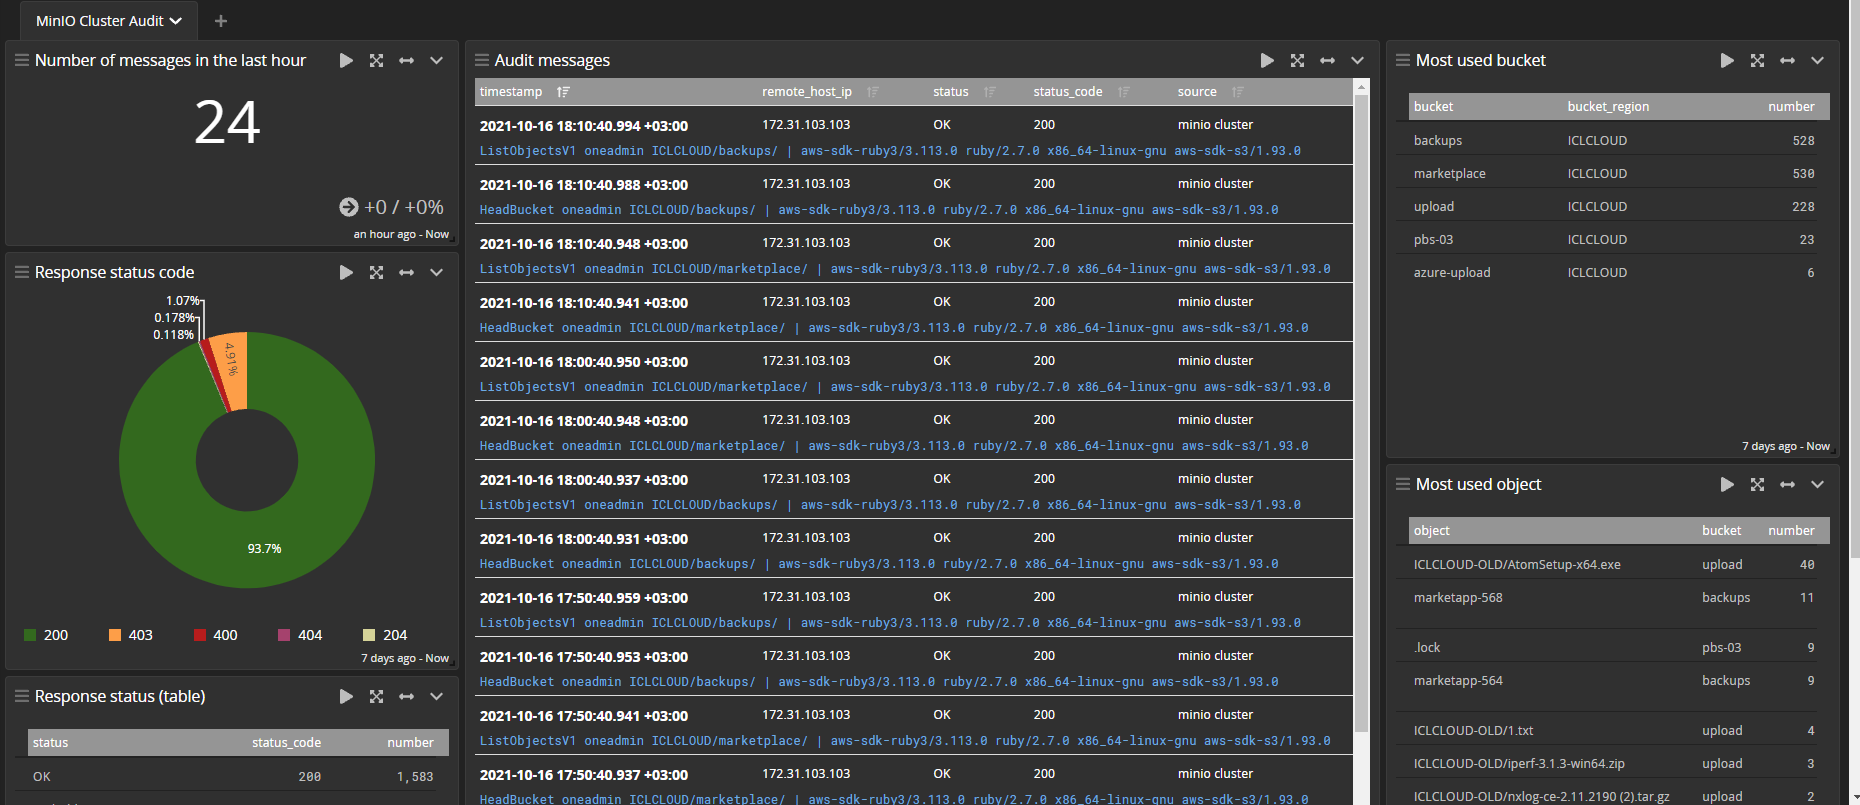 MinIO Cluster Audit
Number of messages in the last hour
24
+0 / +0%
an hour ago - Now
Response status code
1.07%
0.178%
0.118%
4.91%
93.7%
200 403 400 404 204
7 days ago - Now
Response status (table)
status status_code number
OK 200 1,583
Audit messages
timestamp remote_host_ip status status_code source
2021-10-16 18:10:40.994 +03:00 172.31.103.103 OK 200 minio cluster
ListObjectsV1 oneadmin ICLCLOUD/backups/ | aws-sdk-ruby3/3.113.0 ruby/2.7.0 x86_64-linux-gnu aws-sdk-s3/1.93.0
2021-10-16 18:10:40.988 +03:00 172.31.103.103 OK 200 minio cluster
HeadBucket oneadmin ICLCLOUD/backups/ | aws-sdk-ruby3/3.113.0 ruby/2.7.0 x86_64-linux-gnu aws-sdk-s3/1.93.0
2021-10-16 18:10:40.948 +03:00 172.31.103.103 OK 200 minio cluster
ListObjectsV1 oneadmin ICLCLOUD/marketplace/ | aws-sdk-ruby3/3.113.0 ruby/2.7.0 x86_64-linux-gnu aws-sdk-s3/1.93.0
2021-10-16 18:10:40.941 +03:00 172.31.103.103 OK 200 minio cluster
HeadBucket oneadmin ICLCLOUD/marketplace/ | aws-sdk-ruby3/3.113.0 ruby/2.7.0 x86_64-linux-gnu aws-sdk-s3/1.93.0
2021-10-16 18:00:40.950 +03:00 172.31.103.103 OK 200 minio cluster
ListObjectsV1 oneadmin ICLCLOUD/marketplace/ | aws-sdk-ruby3/3.113.0 ruby/2.7.0 x86_64-linux-gnu aws-sdk-s3/1.93.0
2021-10-16 18:00:40.948 +03:00 172.31.103.103 OK 200 minio cluster
HeadBucket oneadmin ICLCLOUD/marketplace/ | aws-sdk-ruby3/3.113.0 ruby/2.7.0 x86_64-linux-gnu aws-sdk-s3/1.93.0
2021-10-16 18:00:40.937 +03:00 172.31.103.103 OK 200 minio cluster
ListObjectsV1 oneadmin ICLCLOUD/backups/ | aws-sdk-ruby3/3.113.0 ruby/2.7.0 x86_64-linux-gnu aws-sdk-s3/1.93.0
2021-10-16 18:00:40.931 +03:00 172.31.103.103 OK 200 minio cluster
HeadBucket oneadmin ICLCLOUD/backups/ | aws-sdk-ruby3/3.113.0 ruby/2.7.0 x86_64-linux-gnu aws-sdk-s3/1.93.0
2021-10-16 17:50:40.959 +03:00 172.31.103.103 OK 200 minio cluster
ListObjectsV1 oneadmin ICLCLOUD/backups/ | aws-sdk-ruby3/3.113.0 ruby/2.7.0 x86_64-linux-gnu aws-sdk-s3/1.93.0
2021-10-16 17:50:40.953 +03:00 172.31.103.103 OK 200 minio cluster
HeadBucket oneadmin ICLCLOUD/backups/ | aws-sdk-ruby3/3.113.0 ruby/2.7.0 x86_64-linux-gnu aws-sdk-s3/1.93.0
2021-10-16 17:50:40.941 +03:00 172.31.103.103 OK 200 minio cluster
ListObjectsV1 oneadmin ICLCLOUD/marketplace/ | aws-sdk-ruby3/3.113.0 ruby/2.7.0 x86_64-linux-gnu aws-sdk-s3/1.93.0
2021-10-16 17:50:40.937 +03:00 172.31.103.103 OK 200 minio cluster
HeadBucket oneadmin ICLCLOUD/marketplace/ | aws-sdk-ruby3/3.113.0 ruby/2.7.0 x86_64-linux-gnu aws-sdk-s3/1.93.0
Most used bucket
bucket bucket_region number
backups ICLCLOUD 528
marketplace ICLCLOUD 530
upload ICLCLOUD 228
pbs-03 ICLCLOUD 23
azure-upload ICLCLOUD 6
7 days ago - Now
Most used object
object bucket number
ICLCLOUD-OLD/AtomSetup-x64.exe upload 40
marketapp-568 backups 11
.lock pbs-03 9
marketapp-564 backups 9
ICLCLOUD-OLD/1.txt upload 4
ICLCLOUD-OLD/iperf-3.1.3-win64.zip upload 3
ICLCLOUD-OLD/nxlog-ce-2.11.2190 (2).tar.gz upload 2